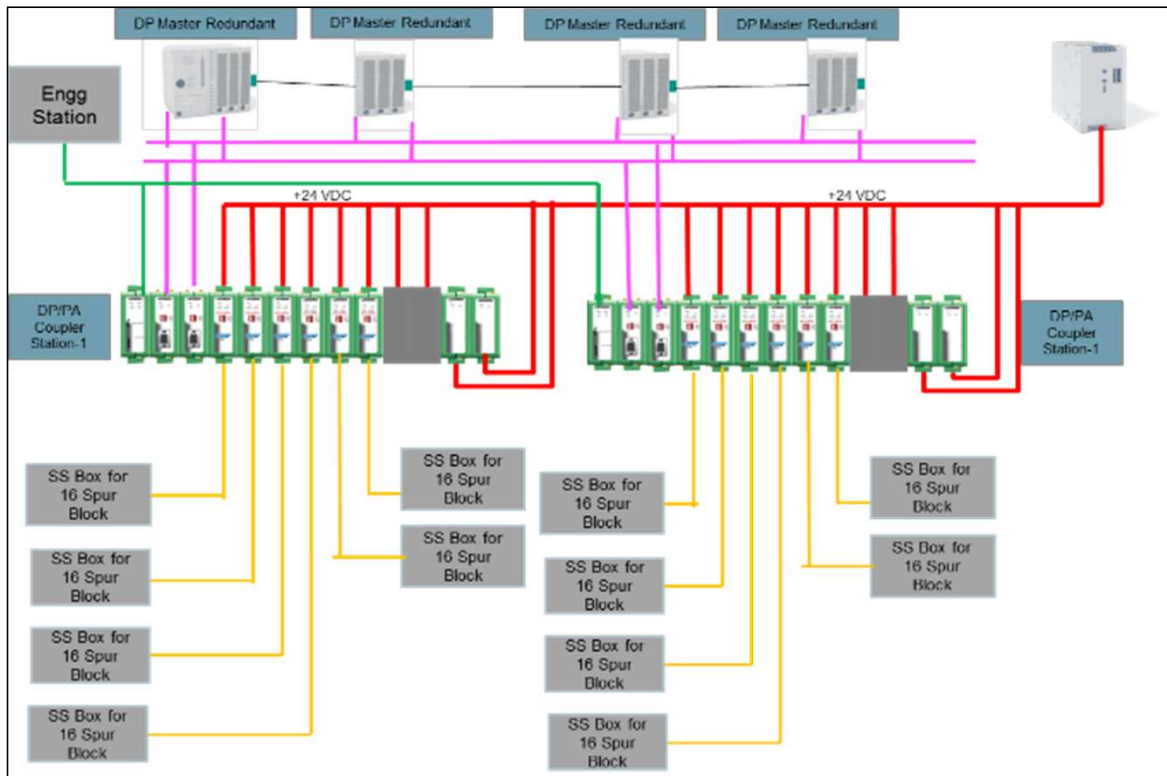 DP Master Redundant
DP Master Redundant
DP Master Redundant
DP Master Redundant
Engg
Station
+24 VDC
+24 VDC
DP/PA
Coupler
Station-1
DP/PA
Coupler
Station-1
SS Box for
16 Spur
Block
SS Box for
16 Spur
Block
SS Box for
16 Spur
Block
SS Box for
16 Spur
Block
SS Box for
16 Spur
Block
SS Box for
16 Spur
Block
SS Box for
16 Spur
Block
SS Box for
16 Spur
Block
SS Box for
16 Spur
Block
SS Box for
16 Spur
Block
SS Box for
16 Spur
Block
SS Box for
16 Spur
Block